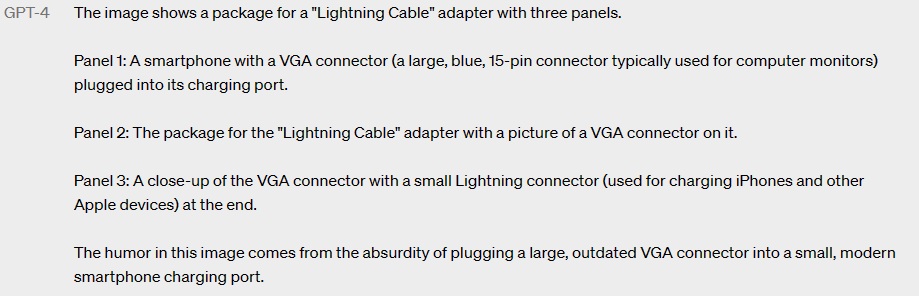 GPT-4 The image shows a package for a "Lightning Cable" adapter with three panels.
Panel 1: A smartphone with a VGA connector (a large, blue, 15-pin connector typically used for computer monitors)
plugged into its charging port.
Panel 2: The package for the "Lightning Cable" adapter with a picture of a VGA connector on it.
Panel 3: A close-up of the VGA connector with a small Lightning connector (used for charging iPhones and other
Apple devices) at the end.
The humor in this image comes from the absurdity of plugging a large, outdated VGA connector into a small, modern
smartphone charging port.